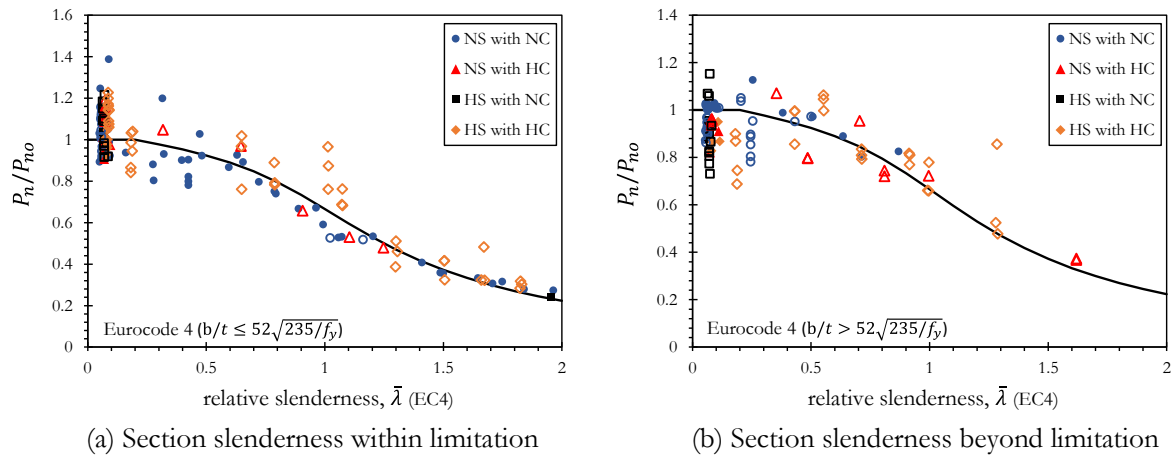 1.6
1.4
1.2
1
0.8
0.6
0.4
0.2
0
P_n/P_no
NS with NC
NS with HC
HS with NC
HS with HC
Eurocode 4 (b/t ≤ 52√235/f_y)
0 0.5 1 1.5 2
relative slenderness, λ̄ (EC4)
(a) Section slenderness within limitation
1.4
1.2
1
0.8
0.6
0.4
0.2
0
P_n/P_no
NS with NC
NS with HC
HS with NC
HS with HC
Eurocode 4 (b/t > 52√235/f_y)
0 0.5 1 1.5 2
relative slenderness, λ̄ (EC4)
(b) Section slenderness beyond limitation